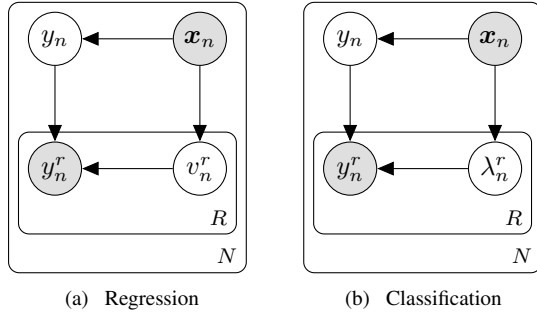 yₙ 𝒙ₙ yₙ 𝒙ₙ
yₙʳ vₙʳ yₙʳ λₙʳ
R R
N N
(a) Regression (b) Classification